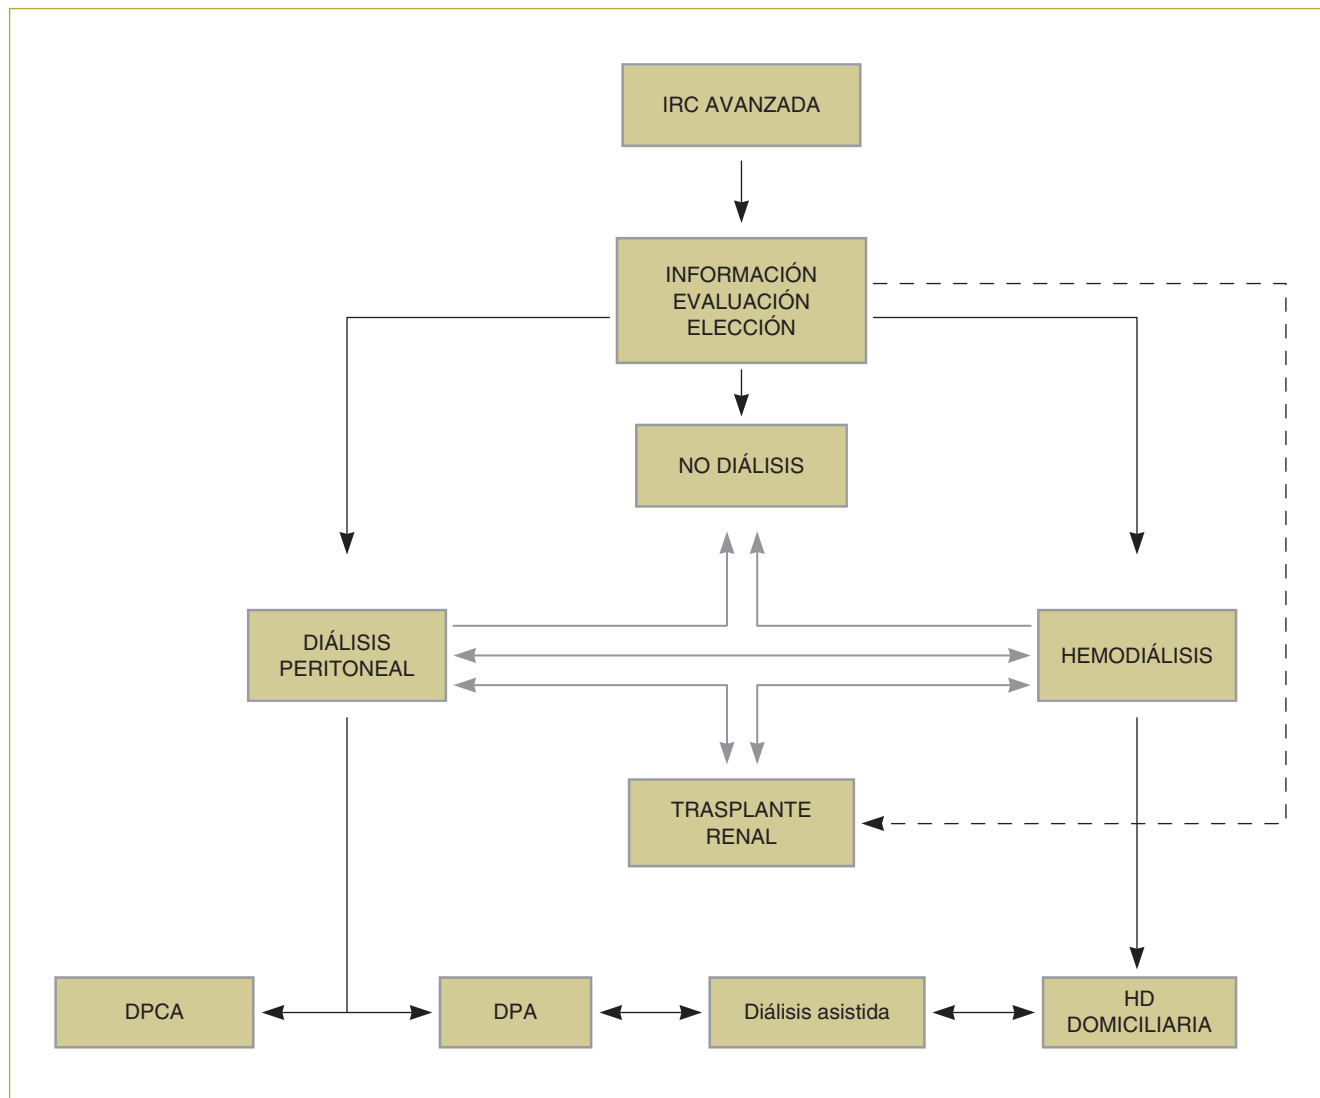 IRC AVANZADA
INFORMACIÓN
EVALUACIÓN
ELECCIÓN
NO DIÁLISIS
DIÁLISIS
PERITONEAL
HEMODIÁLISIS
TRASPLANTE
RENAL
DPCA
DPA
Diálisis asistida
HD
DOMICILIARIA